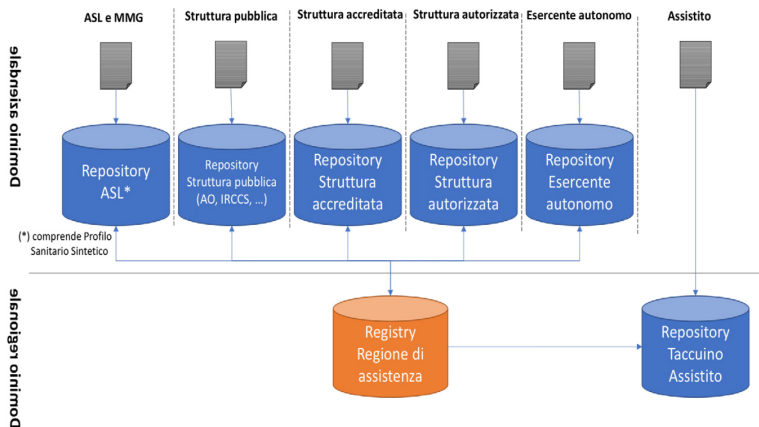 ASL e MMG
Struttura pubblica
Struttura accreditata
Struttura autorizzata
Esercente autonomo
Assistito
Dominio aziendale
Repository
ASL*
Repository
Struttura pubblica
(AO, IRCCS, ...)
Repository
Struttura
accreditata
Repository
Struttura
autorizzata
Repository
Esercente
autonomo
(*) comprende Profilo
Sanitario Sintetico
Dominio regionale
Registry
Regione di
assistenza
Repository
Taccuino
Assistito